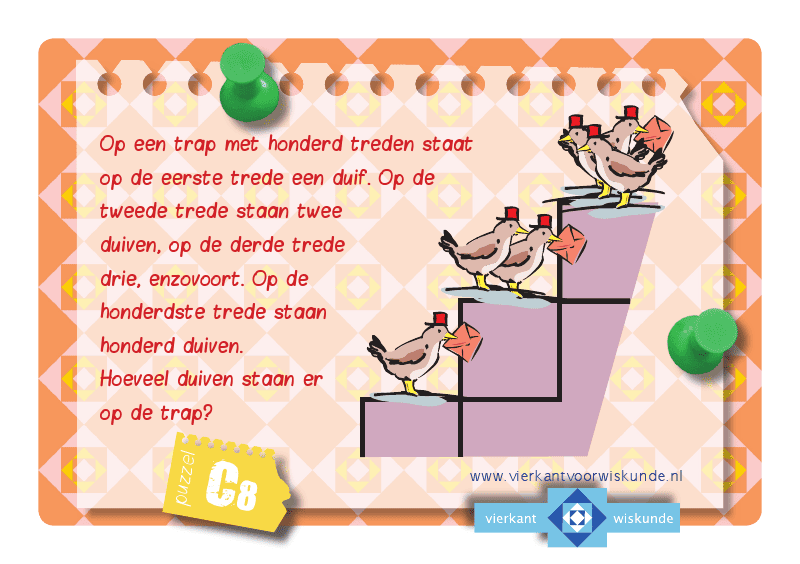 Op een trap met honderd treden staat
op de eerste trede een duif. Op de
tweede trede staan twee
duiven, op de derde trede
drie, enzovoort. Op de
honderdste trede staan
honderd duiven.
Hoeveel duiven staan er
op de trap?
puzzel C8
www.vierkantvoorwiskunde.nl
vierkant wiskunde